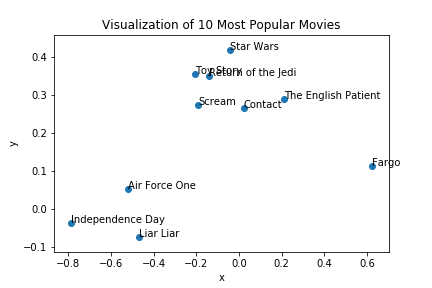 Visualization of 10 Most Popular Movies
0.4
0.3
0.2
0.1
0.0
−0.1
y
Star Wars
Toy Story
Return of the Jedi
Scream
Contact
The English Patient
Fargo
Air Force One
Independence Day
Liar Liar
−0.8
−0.6
−0.4
−0.2
0.0
0.2
0.4
0.6
x